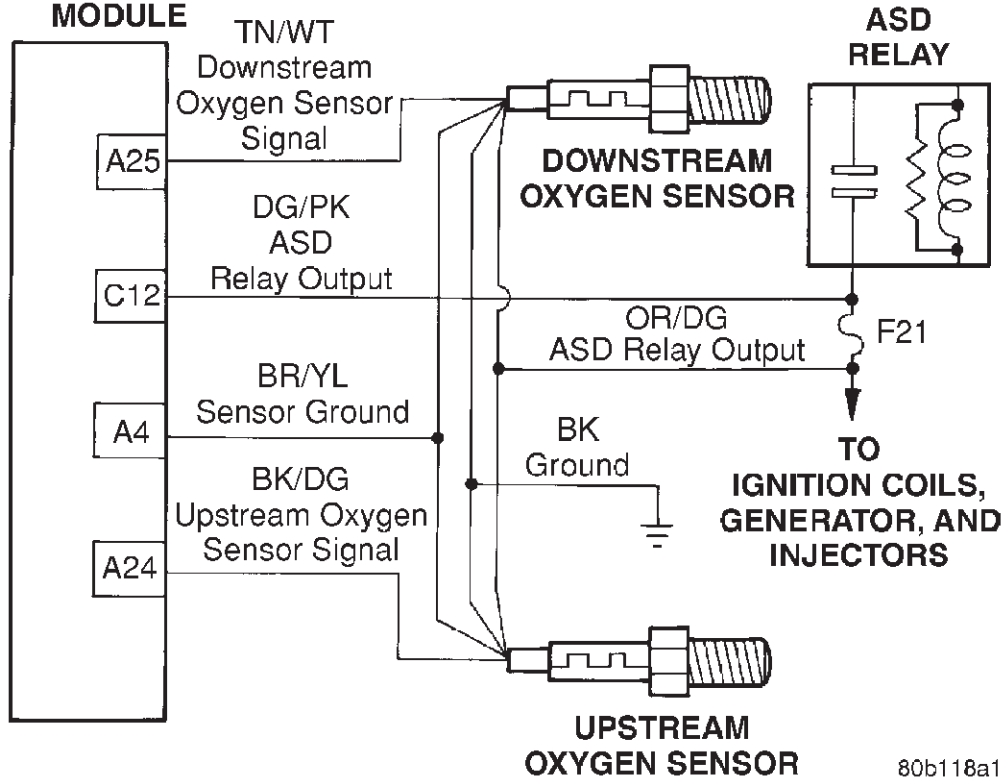 MODULE
TN/WT
Downstream
Oxygen Sensor
Signal
A25
DG/PK
ASD
Relay Output
C12
BR/YL
Sensor Ground
A4
BK/DG
Upstream Oxygen
Sensor Signal
A24
DOWNSTREAM
OXYGEN SENSOR
ASD
RELAY
OR/DG
ASD Relay Output
F21
BK
Ground
TO
IGNITION COILS,
GENERATOR, AND
INJECTORS
UPSTREAM
OXYGEN SENSOR
80b118a1